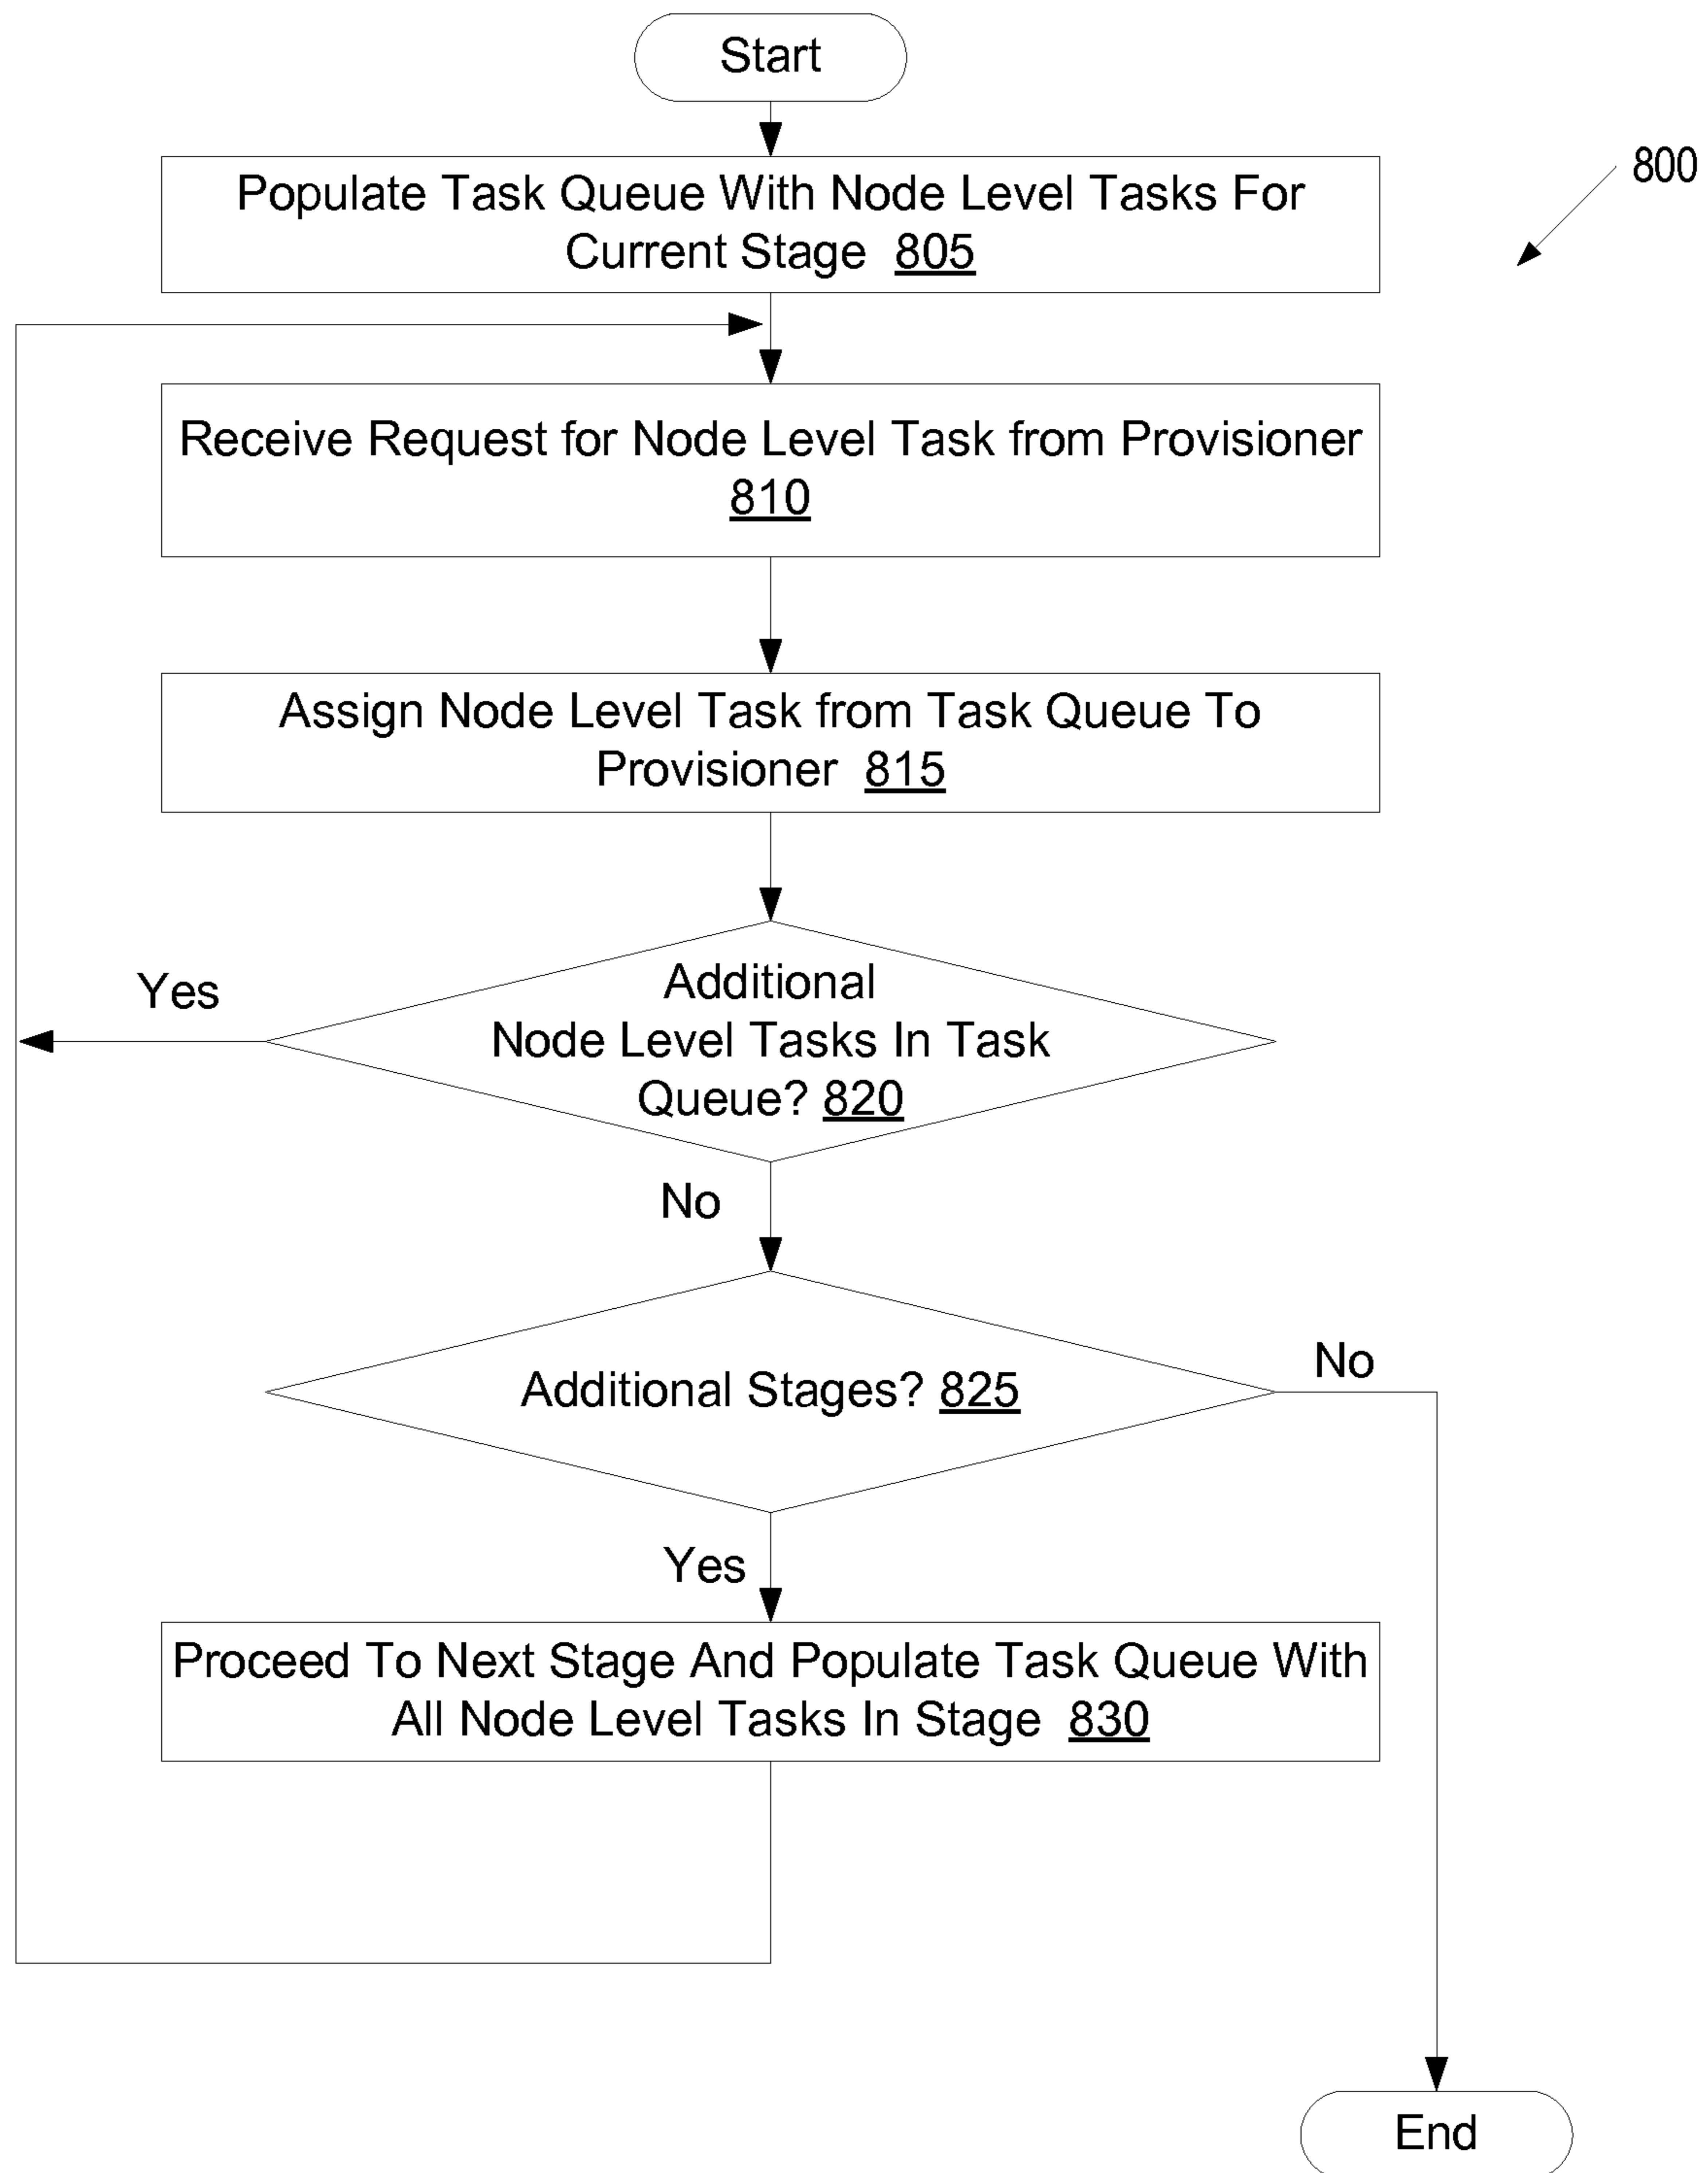 Start
800
Populate Task Queue With Node Level Tasks For
Current Stage 805
Receive Request for Node Level Task from Provisioner
810
Assign Node Level Task from Task Queue To
Provisioner 815
Additional
Node Level Tasks In Task
Queue? 820
Yes
No
Additional Stages? 825
No
Yes
Proceed To Next Stage And Populate Task Queue With
All Node Level Tasks In Stage 830
End